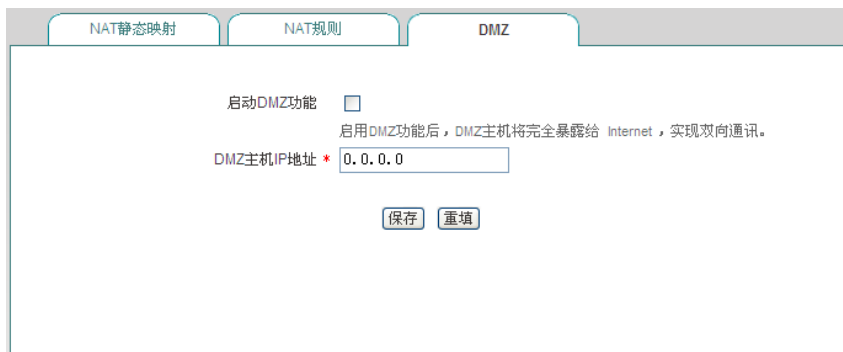 NAT静态映射 NAT规则 DMZ
启动DMZ功能
启用DMZ功能后，DMZ主机将完全暴露给 Internet ，实现双向通讯。
DMZ主机IP地址 * 0.0.0.0
保存 重填